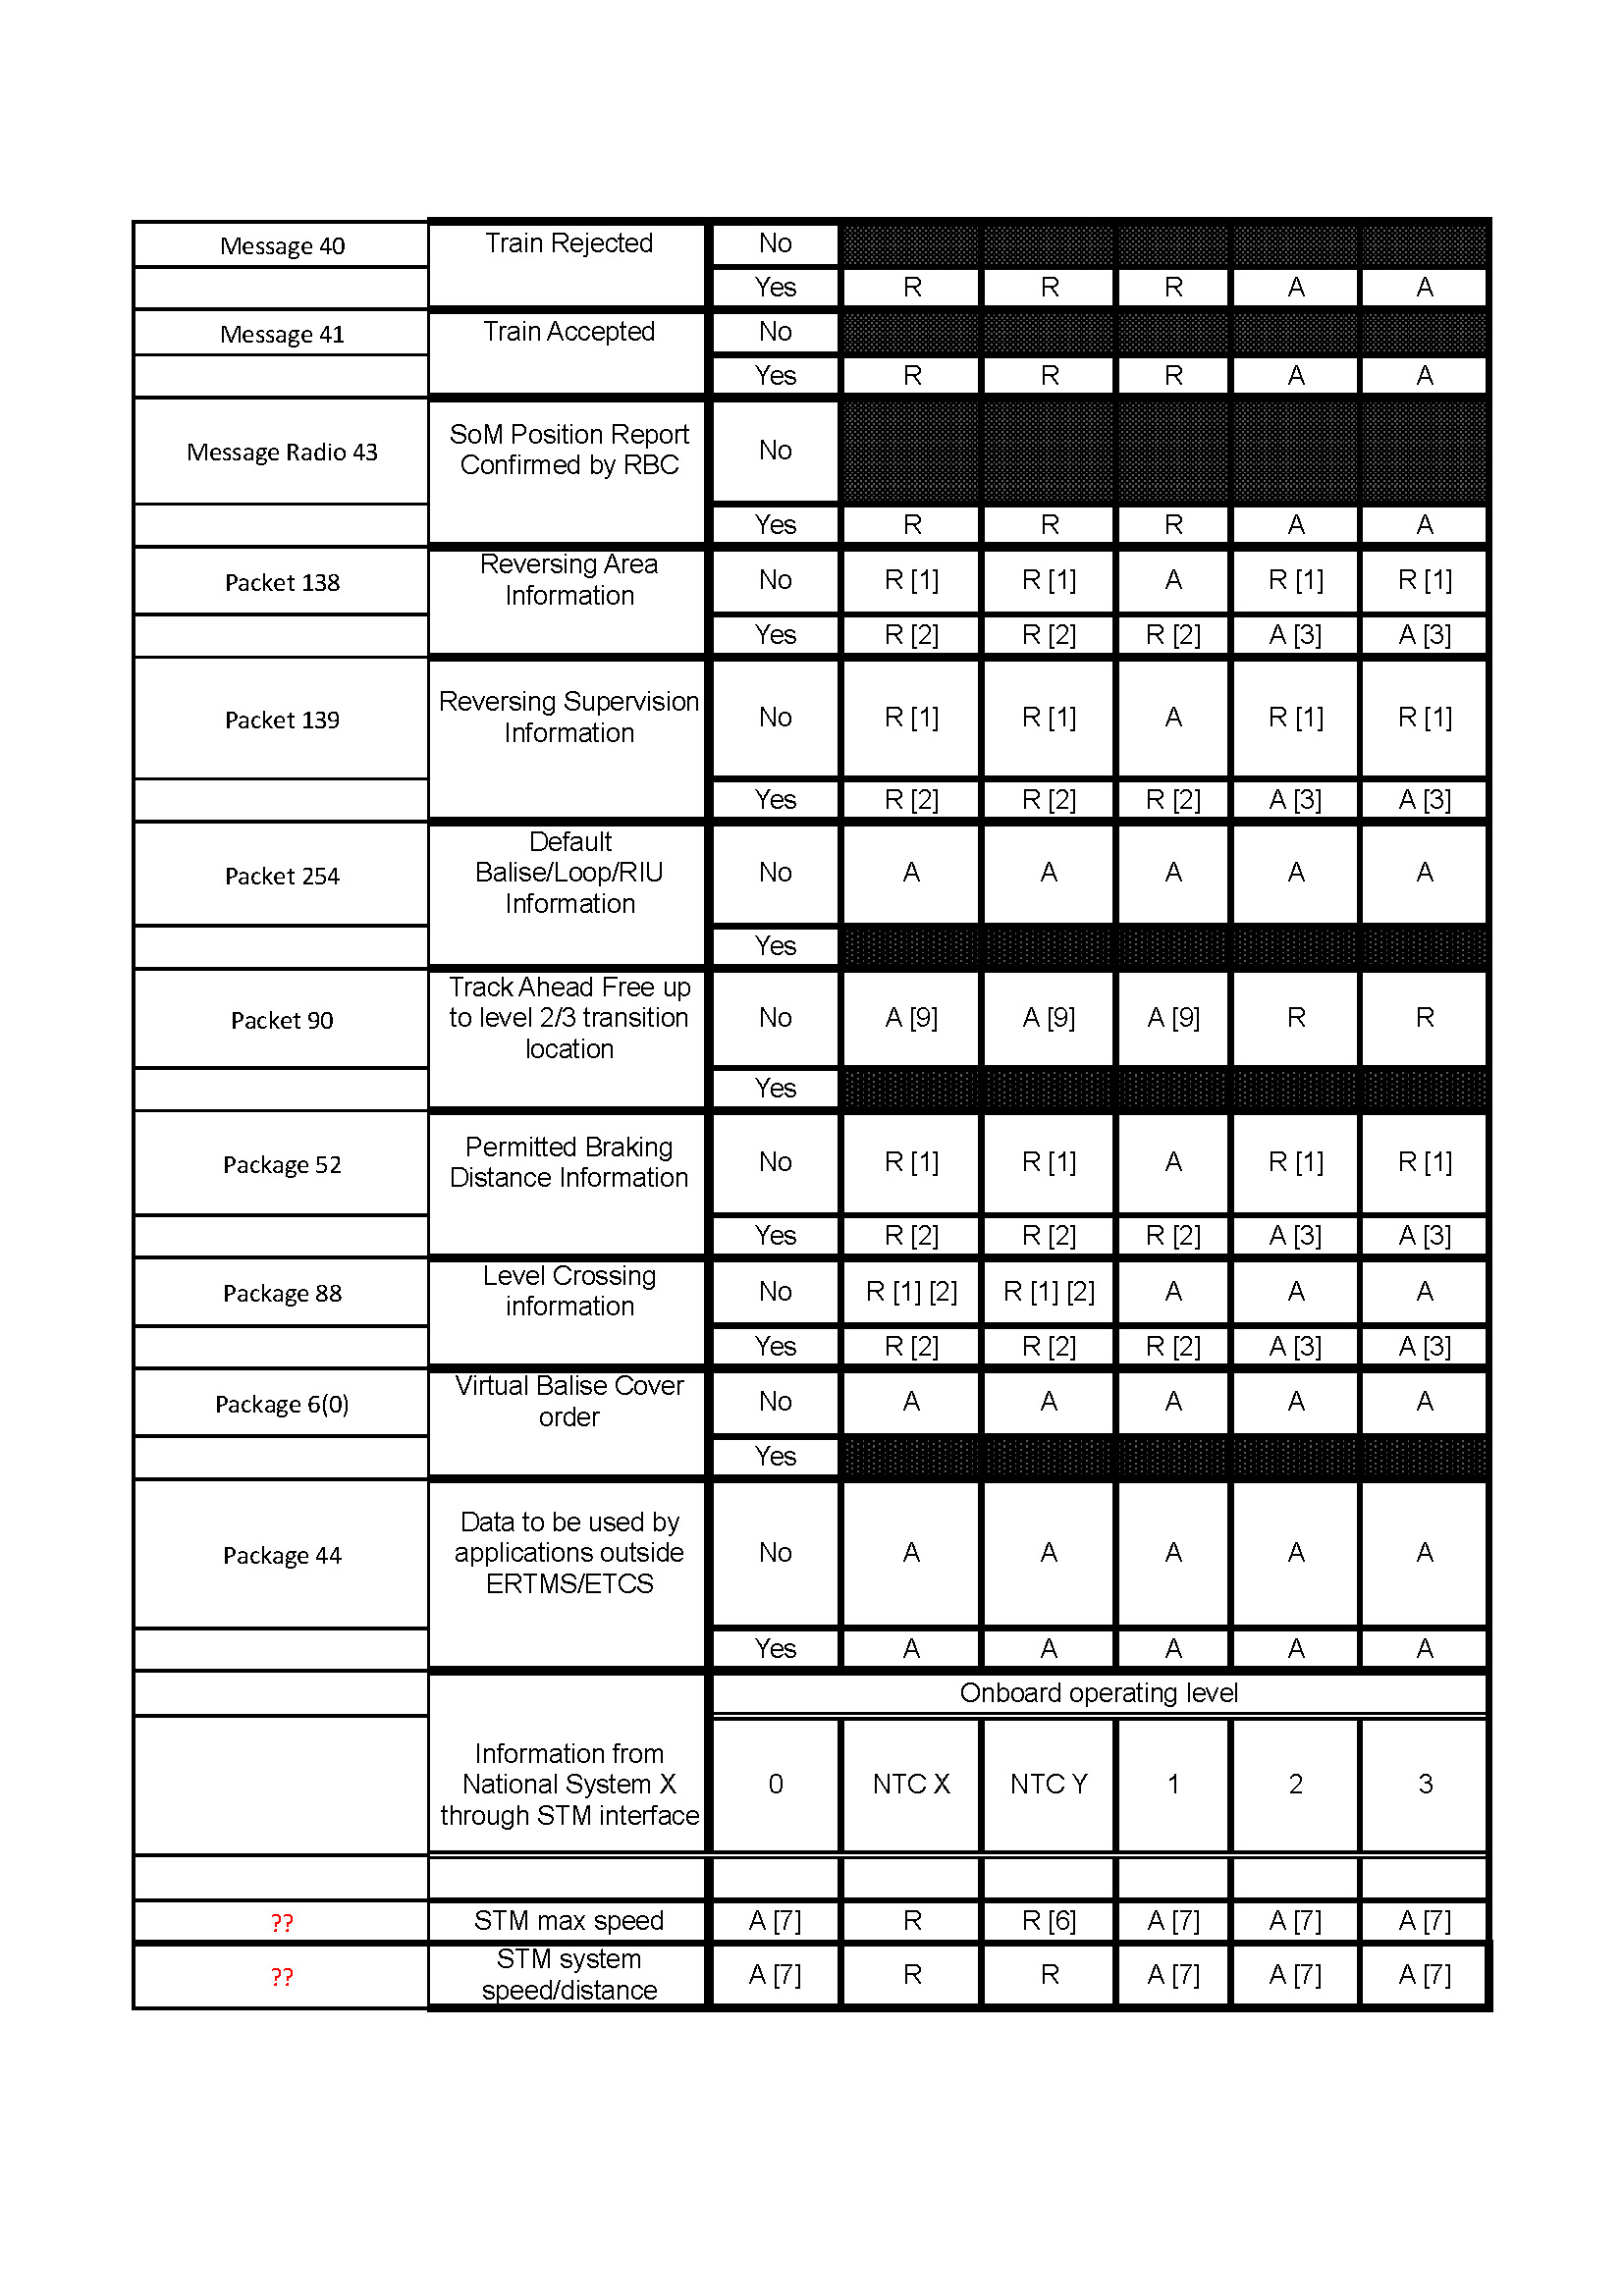 Message 40 Train Rejected No
Yes R R R A A
Message 41 Train Accepted No
Yes R R R A A
Message Radio 43 SoM Position Report
Confirmed by RBC No
Yes R R R A A
Packet 138 Reversing Area
Information No R [1] R [1] A R [1] R [1]
Yes R [2] R [2] R [2] A [3] A [3]
Packet 139 Reversing Supervision
Information No R [1] R [1] A R [1] R [1]
Yes R [2] R [2] R [2] A [3] A [3]
Packet 254 Default
Balise/Loop/RIU
Information No A A A A A
Yes
Packet 90 Track Ahead Free up
to level 2/3 transition
location No A [9] A [9] A [9] R R
Yes
Package 52 Permitted Braking
Distance Information No R [1] R [1] A R [1] R [1]
Yes R [2] R [2] R [2] A [3] A [3]
Package 88 Level Crossing
information No R [1] [2] R [1] [2] A A A
Yes R [2] R [2] R [2] A [3] A [3]
Package 6(0) Virtual Balise Cover
order No A A A A A
Yes
Package 44 Data to be used by
applications outside
ERTMS/ETCS No A A A A A
Yes A A A A A
Onboard operating level
Information from
National System X
through STM interface 0 NTC X NTC Y 1 2 3
?? STM max speed A [7] R R [6] A [7] A [7] A [7]
?? STM system
speed/distance A [7] R R A [7] A [7] A [7]